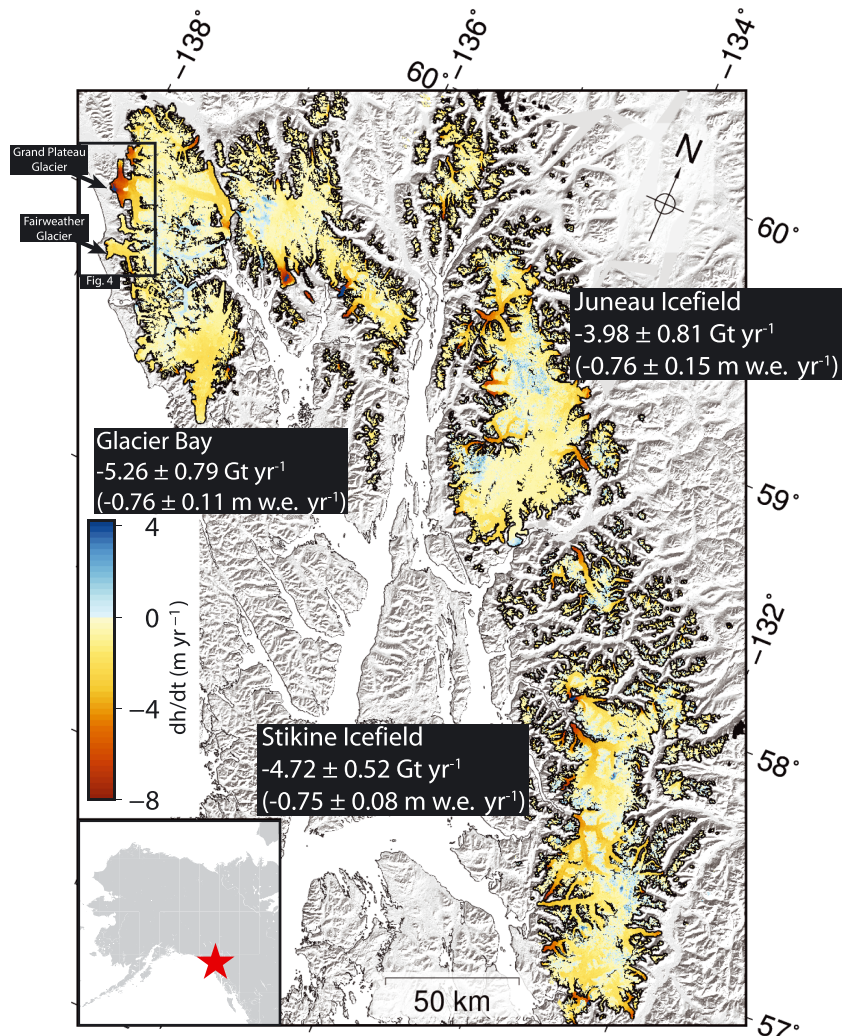 −138°
60°
−136°
−134°
N
Grand Plateau
Glacier
Fairweather
Glacier
Fig. 4
60°
Juneau Icefield
-3.98 ± 0.81 Gt yr-1
(-0.76 ± 0.15 m w.e. yr-1)
Glacier Bay
-5.26 ± 0.79 Gt yr-1
(-0.76 ± 0.11 m w.e. yr-1)
59°
4
0
−4
−8
dh/dt (m yr−1)
−132°
Stikine Icefield
-4.72 ± 0.52 Gt yr-1
(-0.75 ± 0.08 m w.e. yr-1)
58°
50 km
57°